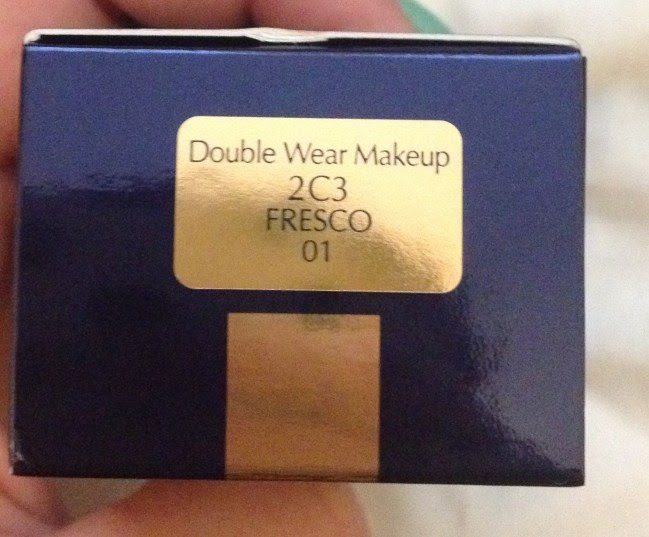 Double Wear Makeup
2C3
FRESCO
01